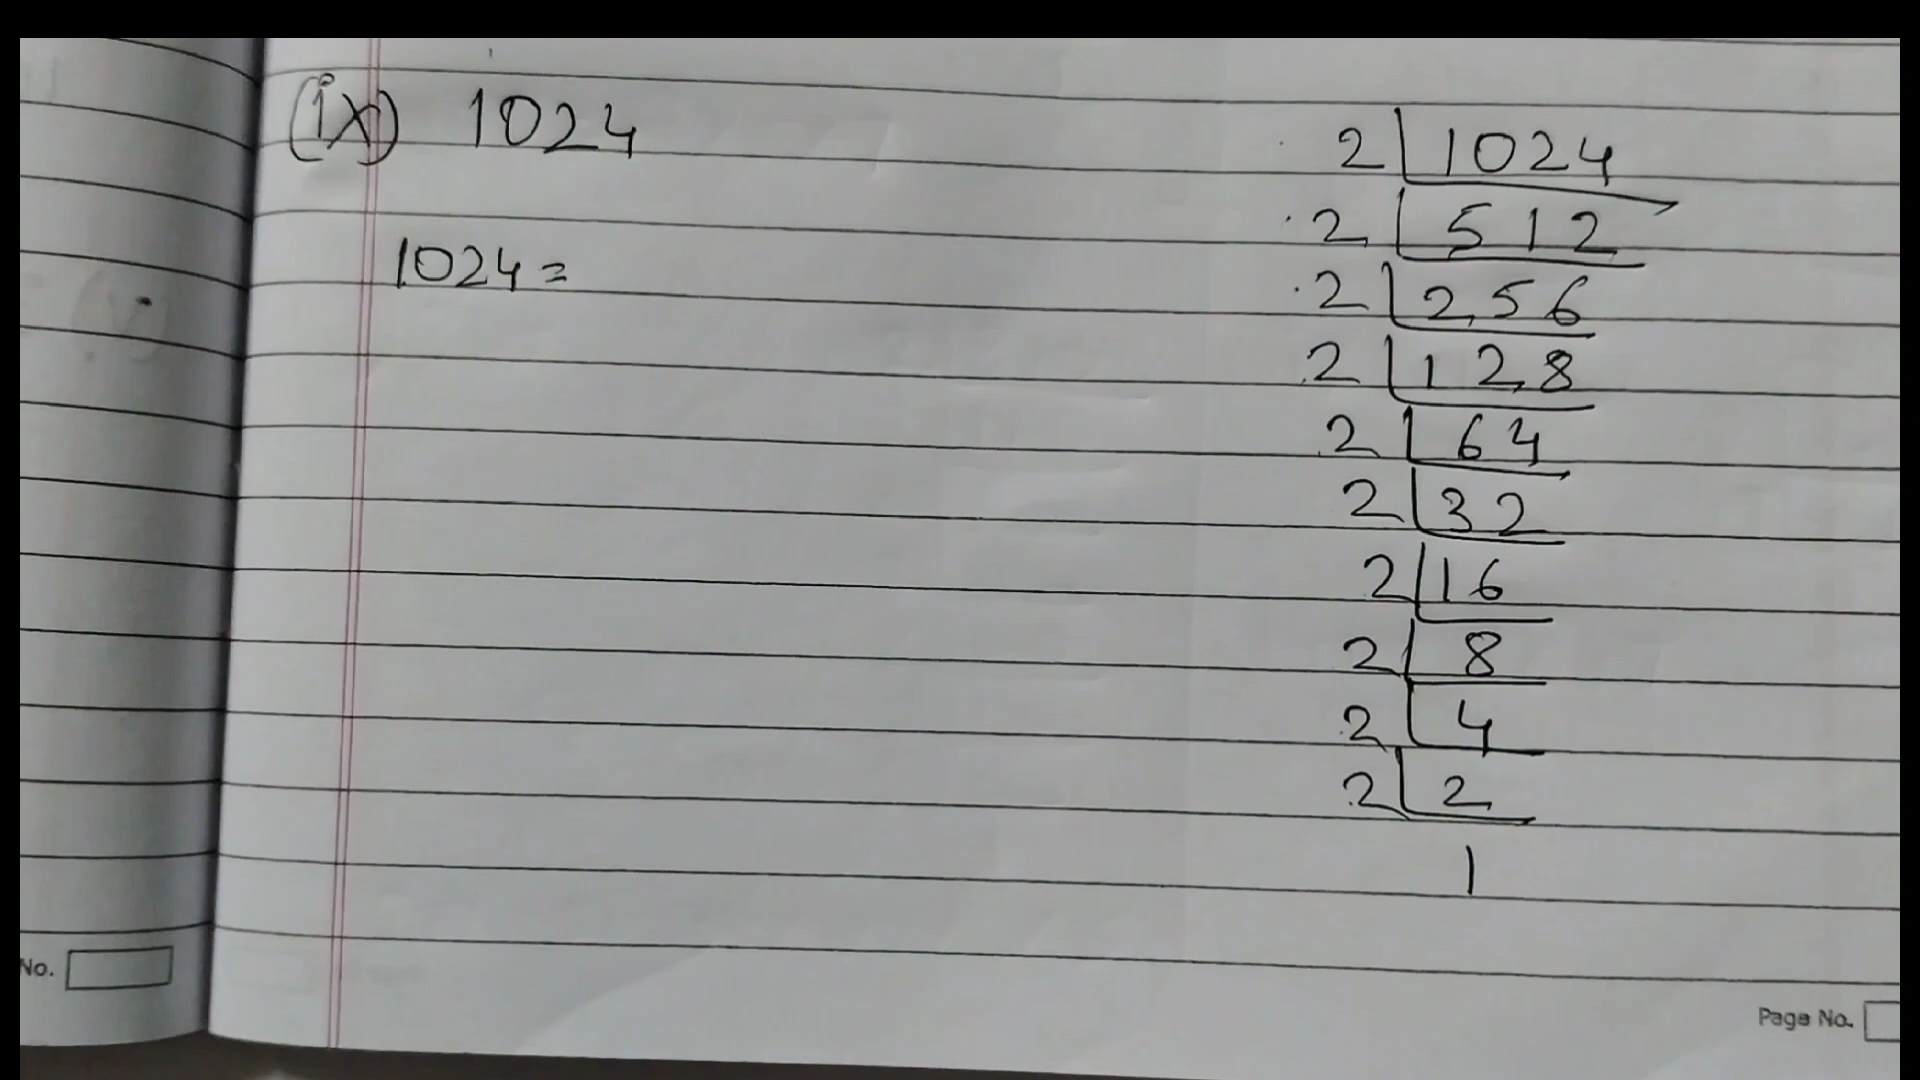 (ix) 1024
1024 =
2 | 1024
2 | 512
2 | 256
2 | 128
2 | 64
2 | 32
2 | 16
2 | 8
2 | 4
2 | 2
1
No.
Page No.